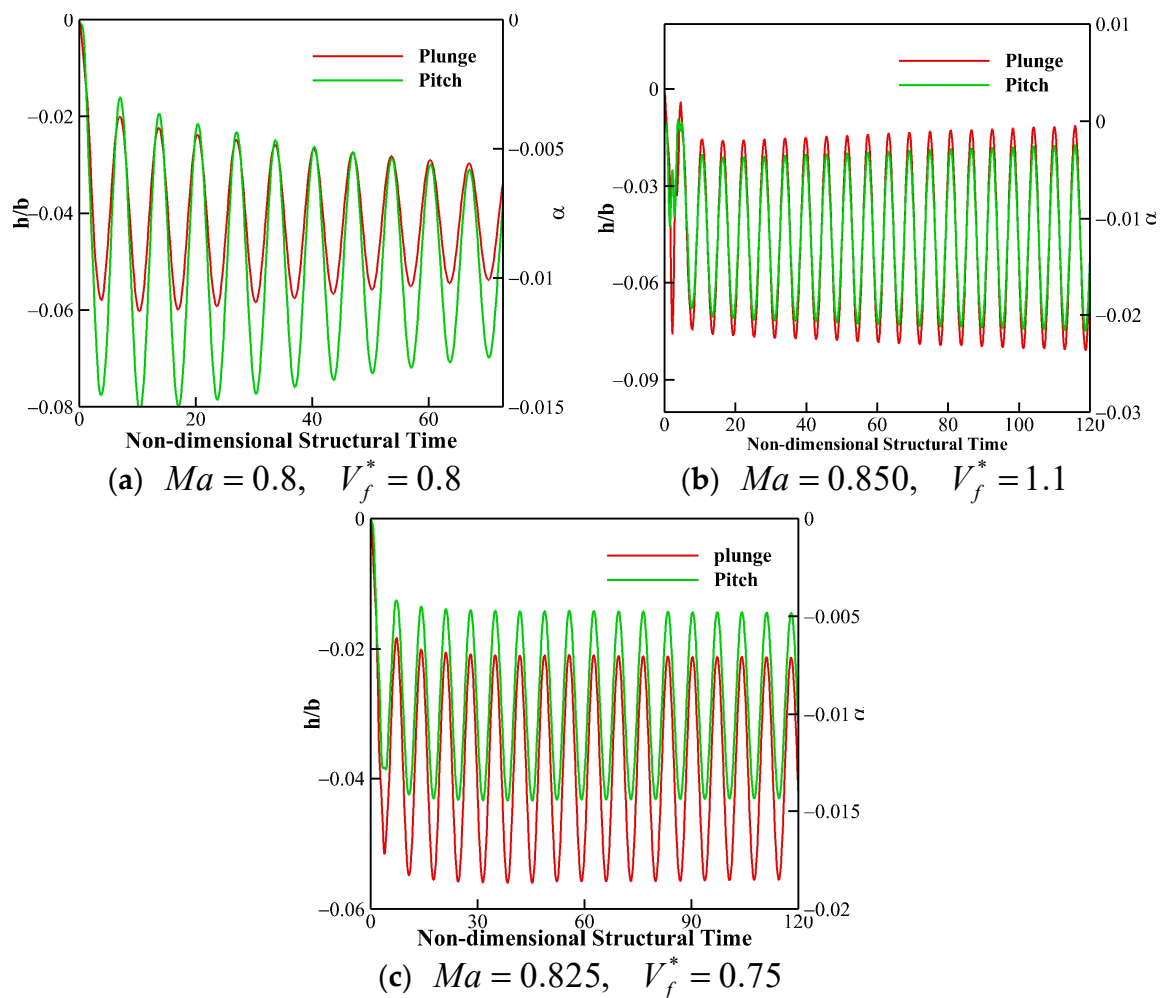 0
−0.02
−0.04
−0.06
−0.08
h/b
Plunge
Pitch
0
−0.005
−0.010
−0.015
α
0 20 40 60
Non-dimensional Structural Time
(a) Ma = 0.8, V*f = 0.8
0
−0.03
−0.06
−0.09
h/b
Plunge
Pitch
0.01
0
−0.01
−0.02
−0.03
α
0 20 40 60 80 100 120
Non-dimensional Structural Time
(b) Ma = 0.850, V*f = 1.1
0
−0.02
−0.04
−0.06
h/b
plunge
Pitch
0
−0.005
−0.01
−0.015
−0.02
α
0 30 60 90 120
Non-dimensional Structural Time
(c) Ma = 0.825, V*f = 0.75